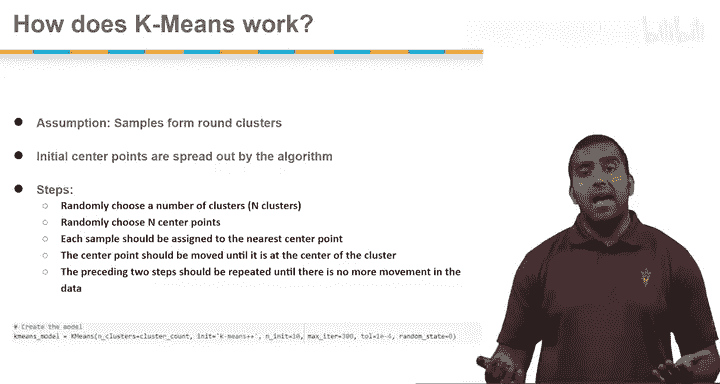 How does K-Means work?
Assumption: Samples form round clusters
Initial center points are spread out by the algorithm
Steps:
Randomly choose a number of clusters (N clusters)
Randomly choose N center points
Each sample should be assigned to the nearest center point
The center point should be moved until it is at the center of the cluster
The preceding two steps should be repeated until there is no more movement in the
data
# Create the model
kmeans_model = KMeans(n_clusters=cluster_count, init='k-means++', n_init=10, max_iter=300, tol=1e-6, random_state=0)
bilibili